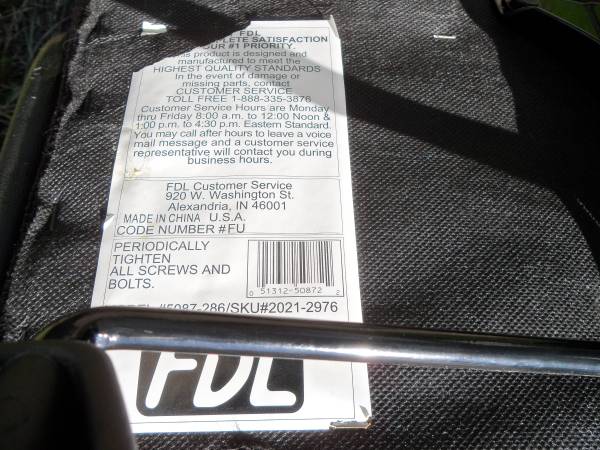 FDL
COMPLETE SATISFACTION
OUR #1 PRIORITY.
This product is designed and
manufactured to meet the
HIGHEST QUALITY STANDARDS
In the event of damage or
missing parts, contact
CUSTOMER SERVICE
TOLL FREE 1-888-335-3876
Customer Service Hours are Monday
thru Friday 8:00 a.m. to 12:00 Noon &
1:00 p.m. to 4:30 p.m. Eastern Standard.
You may call after hours to leave a voice
mail message and a customer service
representative will contact you during
business hours.
FDL Customer Service
920 W. Washington St.
Alexandria, IN 46001
MADE IN CHINA U.S.A.
CODE NUMBER #FU
PERIODICALLY
TIGHTEN
ALL SCREWS AND
BOLTS.
0 51312-50872 2
#5087-286/SKU#2021-2976
FDL